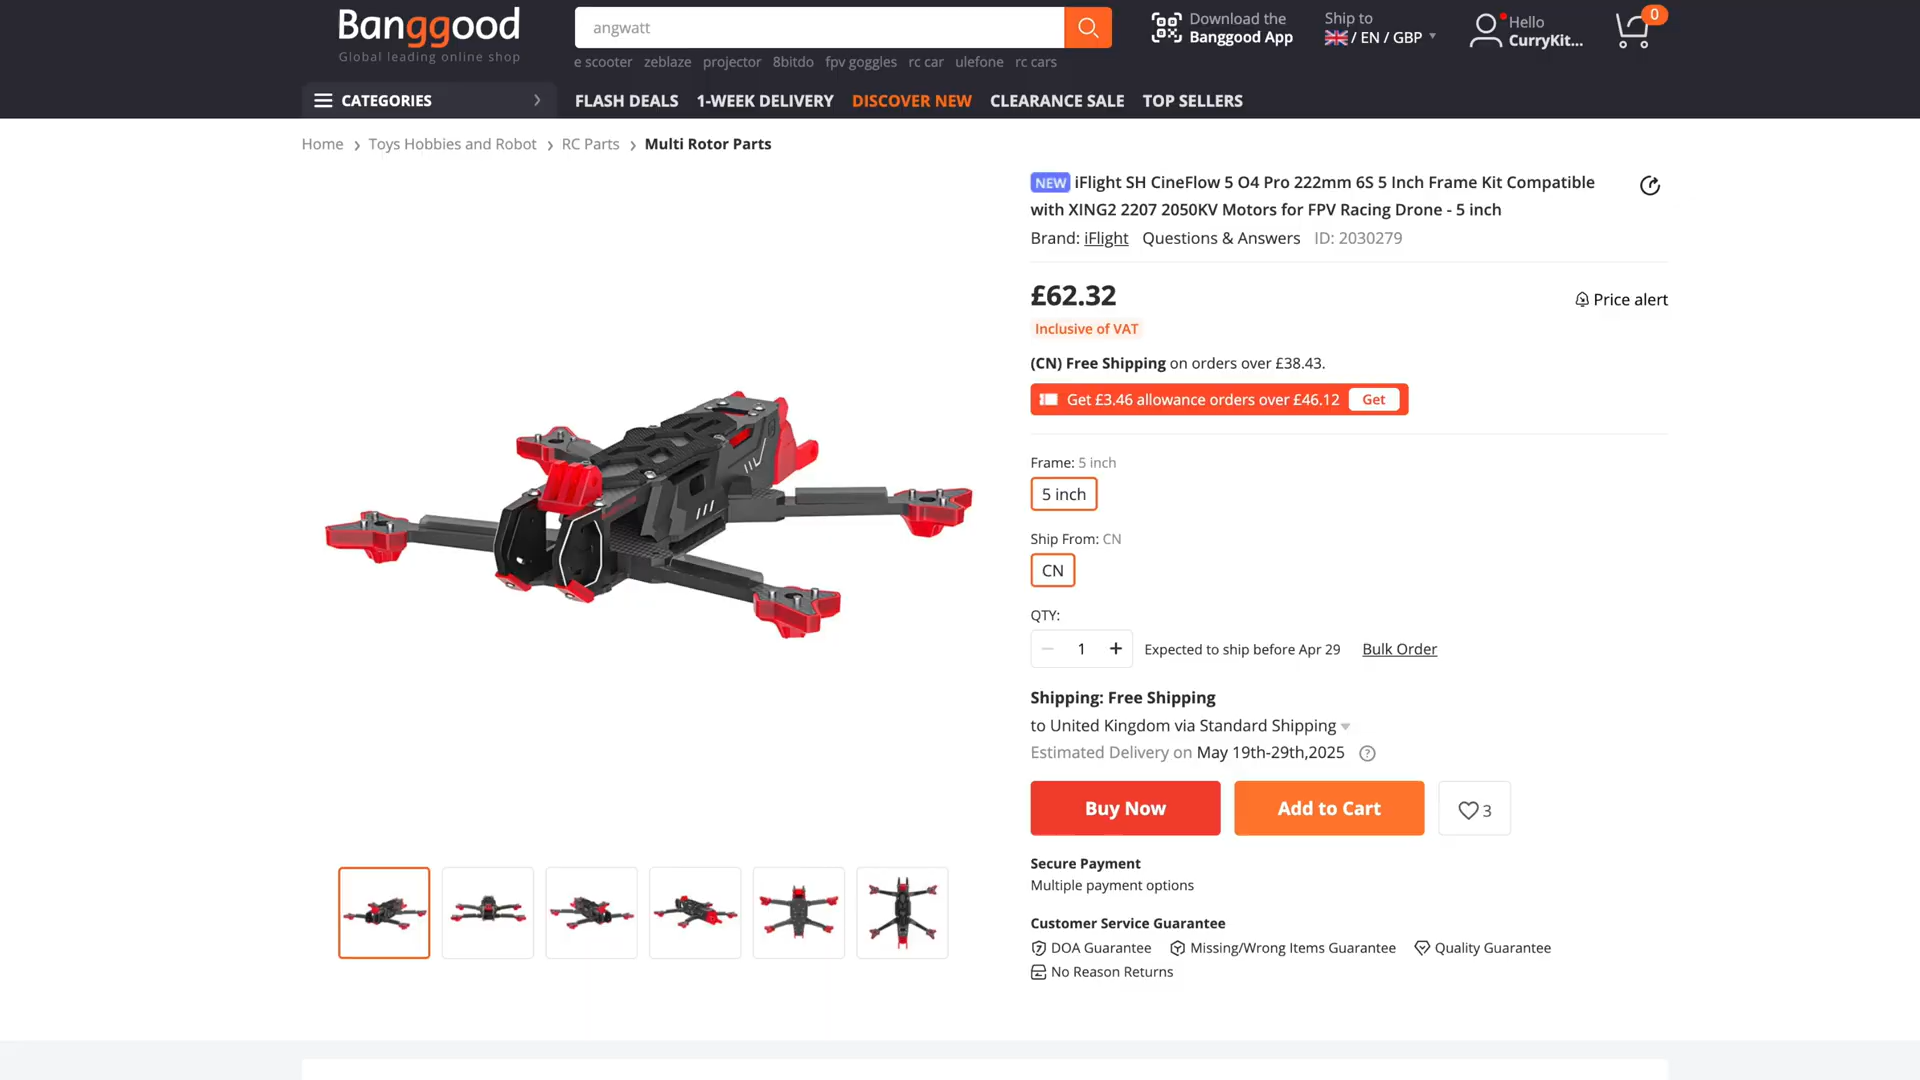 Banggood
Global leading online shop
angwatt
Download the
Banggood App
Ship to
/ EN / GBP
Hello
CurryKit...
0
e scooter zeblaze projector 8bitdo fpv goggles rc car ulefone rc cars
CATEGORIES
FLASH DEALS 1-WEEK DELIVERY DISCOVER NEW CLEARANCE SALE TOP SELLERS
Home > Toys Hobbies and Robot > RC Parts > Multi Rotor Parts
NEW iFlight SH CineFlow 5 O4 Pro 222mm 6S 5 Inch Frame Kit Compatible
with XING2 2207 2050KV Motors for FPV Racing Drone - 5 inch
Brand: iFlight Questions & Answers ID: 2030279
£62.32
Price alert
Inclusive of VAT
(CN) Free Shipping on orders over £38.43.
Get £3.46 allowance orders over £46.12 Get
Frame: 5 inch
5 inch
Ship From: CN
CN
QTY:
− 1 + Expected to ship before Apr 29 Bulk Order
Shipping: Free Shipping
to United Kingdom via Standard Shipping
Estimated Delivery on May 19th-29th,2025 ?
Buy Now
Add to Cart
3
Secure Payment
Multiple payment options
Customer Service Guarantee
DOA Guarantee Missing/Wrong Items Guarantee Quality Guarantee
No Reason Returns